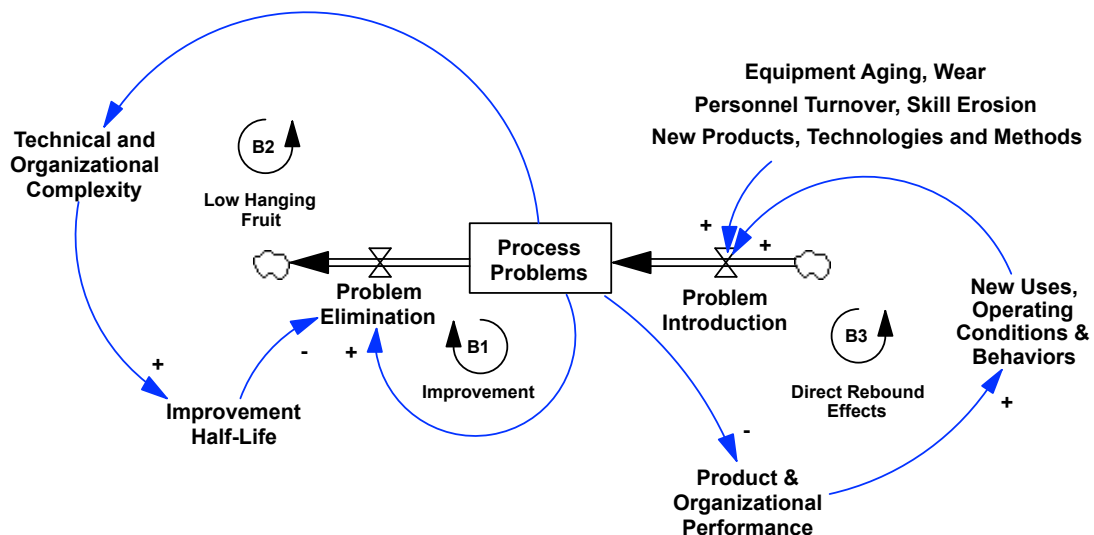 Equipment Aging, Wear
Personnel Turnover, Skill Erosion
New Products, Technologies and Methods
Technical and
Organizational
Complexity
B2
Low Hanging
Fruit
+
+
Process
Problems
Problem
Elimination
Problem
Introduction
New Uses,
Operating
Conditions &
Behaviors
B1
B3
-
+
+
Improvement
Direct Rebound
Effects
+
Improvement
Half-Life
-
Product &
Organizational
Performance